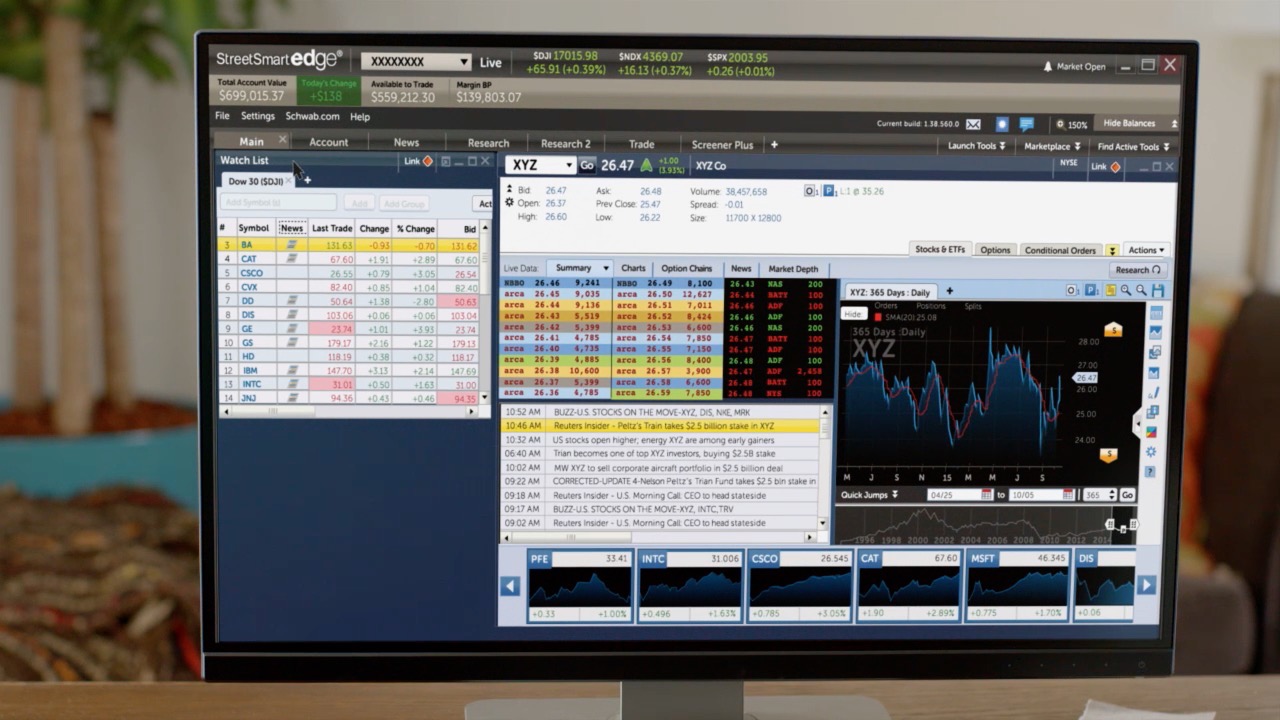 StreetSmart edge® XXXXXXXX Live $DJI 17015.98 +65.91 (+0.39%) $NDX 4369.07 +16.13 (+0.37%) $SPX 2003.95 +0.26 (+0.01%) Market Open
Total Account Value Today's Change Available to Trade Margin BP
$699,015.37 +$138 $559,212.30 $139,803.07
File Settings Schwab.com Help Current build: 1.38.560.0 150% Hide Balances
Main Account News Research Research 2 Trade Screener Plus + Launch Tools Marketplace Find Active Tools
Watch List Link
Dow 30 ($DJI) +
Add Symbol(s) Add Add Group Act
# Symbol News Last Trade Change % Change Bid
3 BA 131.63 -0.93 -0.70 131.62
4 CAT 67.60 +1.91 +2.89 67.60
5 CSCO 26.55 +0.79 +3.05 26.54
6 CVX 82.40 +0.85 +1.04 82.40
7 DD 50.64 +1.38 -2.80 50.63
8 DIS 103.06 +0.06 +0.06 103.04
9 GE 23.74 +1.01 +3.93 23.74
10 GS 179.17 +2.16 +1.22 179.13
11 HD 118.19 +0.38 +0.32 118.17
12 IBM 147.70 +3.13 +2.14 147.69
13 INTC 31.01 +0.50 +1.63 31.00
14 JNJ 94.36 +0.43 +0.46 94.35
XYZ Go 26.47 +1.00 (3.93%) XYZ Co NYSE Link
Bid: 26.47 Ask: 26.48 Volume: 38,457,658 O P L:1 @ 35.26
Open: 26.37 Prev Close: 25.47 Spread: -0.01
High: 26.60 Low: 26.22 Size: 11700 X 12800
Stocks & ETFs Options Conditional Orders Actions
Live Data: Summary Charts Option Chains News Market Depth Research
NBBO 26.46 9,241 NBBO 26.49 8,100 26.43 NAS 200
arca 26.45 9,035 arca 26.50 12,627 26.44 BATY 100
arca 26.44 9,136 arca 26.51 7,011 26.46 ADF 100
arca 26.43 5,519 arca 26.52 8,424 26.46 ADF 100
arca 26.42 5,399 arca 26.53 6,600 26.46 NAS 200
arca 26.41 4,785 arca 26.54 7,850 26.47 BATY 100
arca 26.40 4,735 arca 26.55 7,150 26.47 ADF 100
arca 26.39 4,885 arca 26.56 8,400 26.48 ADF 100
arca 26.38 10,600 arca 26.57 3,900 26.48 ADF 2,658
arca 26.37 5,399 arca 26.58 6,600 26.48 BATY 100
arca 26.36 4,785 arca 26.59 7,850 26.48 NYS 100
10:52 AM BUZZ-U.S. STOCKS ON THE MOVE-XYZ, DIS, NKE, MRK
10:46 AM Reuters Insider - Peltz's Train takes $2.5 billion stake in XYZ
10:32 AM US stocks open higher, energy XYZ are among early gainers
06:40 AM Trian becomes one of top XYZ investors, buying $2.5B stake
10:02 AM MW XYZ to sell corporate aircraft portfolio in $2.5 billion deal
09:22 AM CORRECTED-UPDATE 4-Nelson Peltz's Trian Fund takes $2.5 bln stake in
09:18 AM Reuters Insider - U.S. Morning Call: CEO to head stateside
09:17 AM BUZZ-U.S. STOCKS ON THE MOVE-XYZ, INTC,TRV
09:02 AM Reuters Insider - U.S. Morning Call: CEO to head stateside
XYZ: 365 Days : Daily +
Hide Orders Positions Splits
SMA(20) 25.08
365 Days :Daily
XYZ
28.00
27.00
26.47
26.00
25.00
24.00
M J S N 15 M M J S
Quick Jumps 04/25 to 10/05 365 Go
1996 1998 2000 2002 2004 2006 2008 2010 2012 2014
PFE 33.41 INTC 31.006 CSCO 26.545 CAT 67.60 MSFT 46.345 DIS
+0.33 +1.00% +0.496 +1.63% +0.785 +3.05% +1.90 +2.89% +0.775 +1.70% +0.06